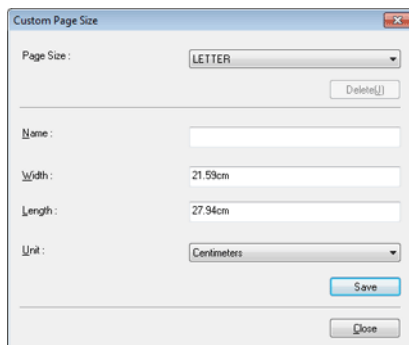 Custom Page Size
Page Size : LETTER
Delete(J)
Name :
Width : 21.59cm
Length : 27.94cm
Unit : Centimeters
Save
Close